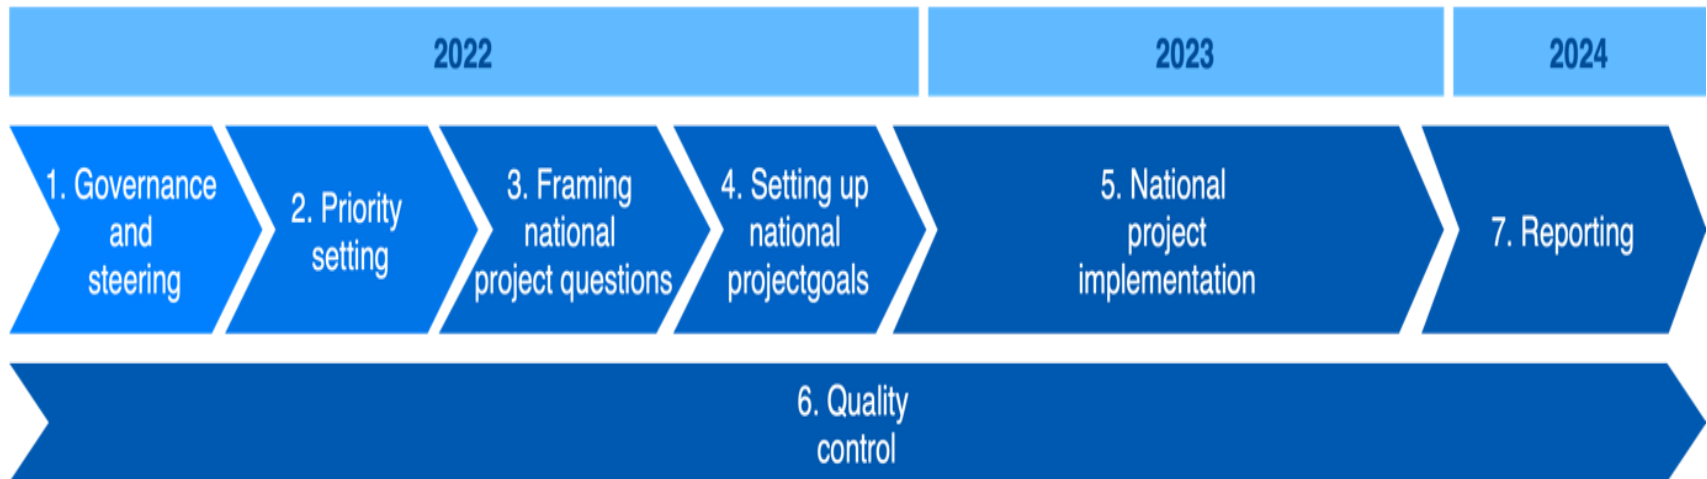 2022
2023
2024
1. Governance
and
steering
2. Priority
setting
3. Framing
national
project questions
4. Setting up
national
projectgoals
5. National
project
implementation
7. Reporting
6. Quality
control